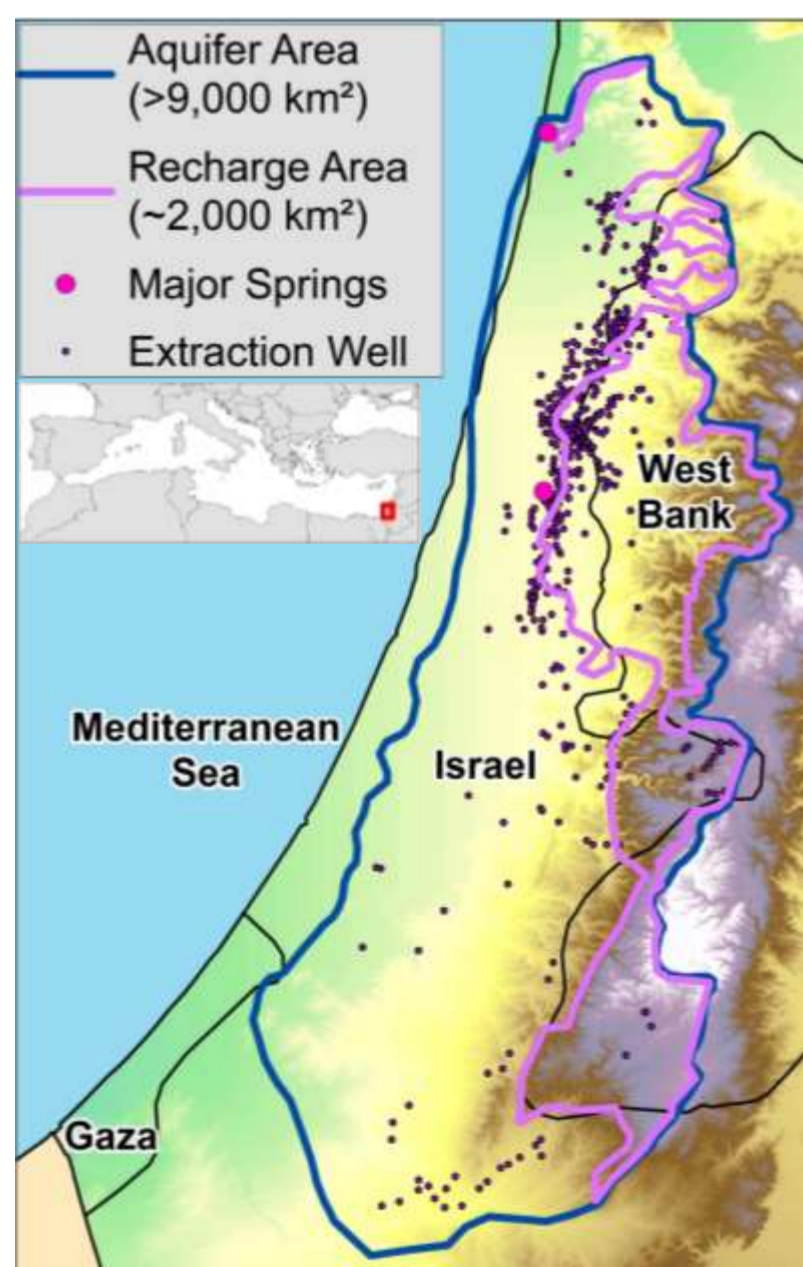 Aquifer Area
(>9,000 km²)
Recharge Area
(~2,000 km²)
Major Springs
Extraction Well
West
Bank
Mediterranean
Sea
Israel
Gaza